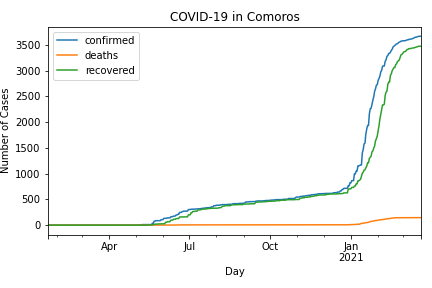 COVID-19 in Comoros
confirmed
deaths
recovered
Number of Cases
3500
3000
2500
2000
1500
1000
500
0
Apr
Jul
Oct
Jan
2021
Day